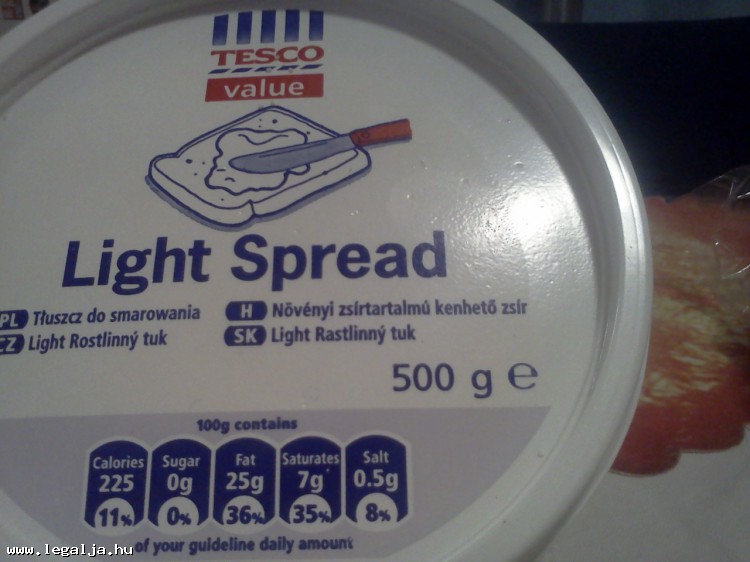 TESCO
value
Light Spread
PL Tłuszcz do smarowania
H Növényi zsírtartalmú kenhető zsír
CZ Light Rostlinný tuk
SK Light Rastlinný tuk
500 g ℮
100g contains
Calories Sugar Fat Saturates Salt
225 0g 25g 7g 0.5g
11% 0% 36% 35% 8%
of your guideline daily amount
www.legalja.hu